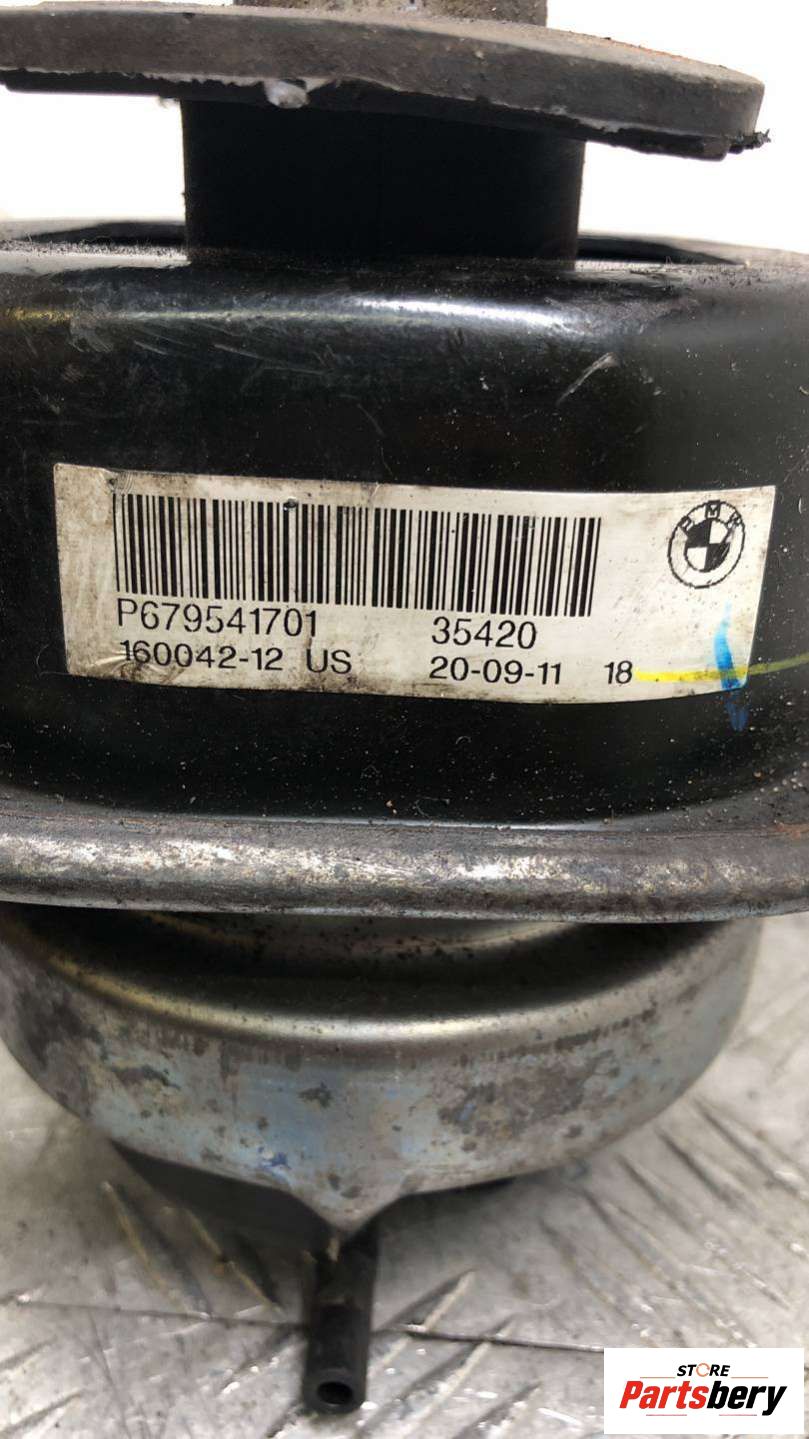 BMW
P679541701 35420
160042-12 US 20-09-11 18
STORE
Partsbery